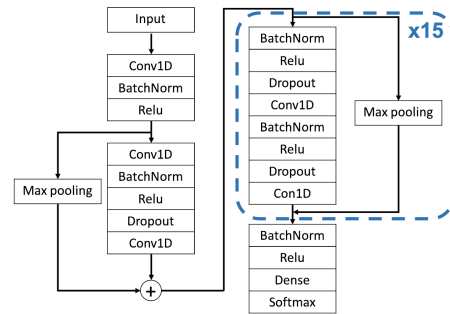 Input
Conv1D
BatchNorm
Relu
Max pooling
Conv1D
BatchNorm
Relu
Dropout
Conv1D
+
x15
BatchNorm
Relu
Dropout
Conv1D
BatchNorm
Relu
Dropout
Con1D
Max pooling
BatchNorm
Relu
Dense
Softmax